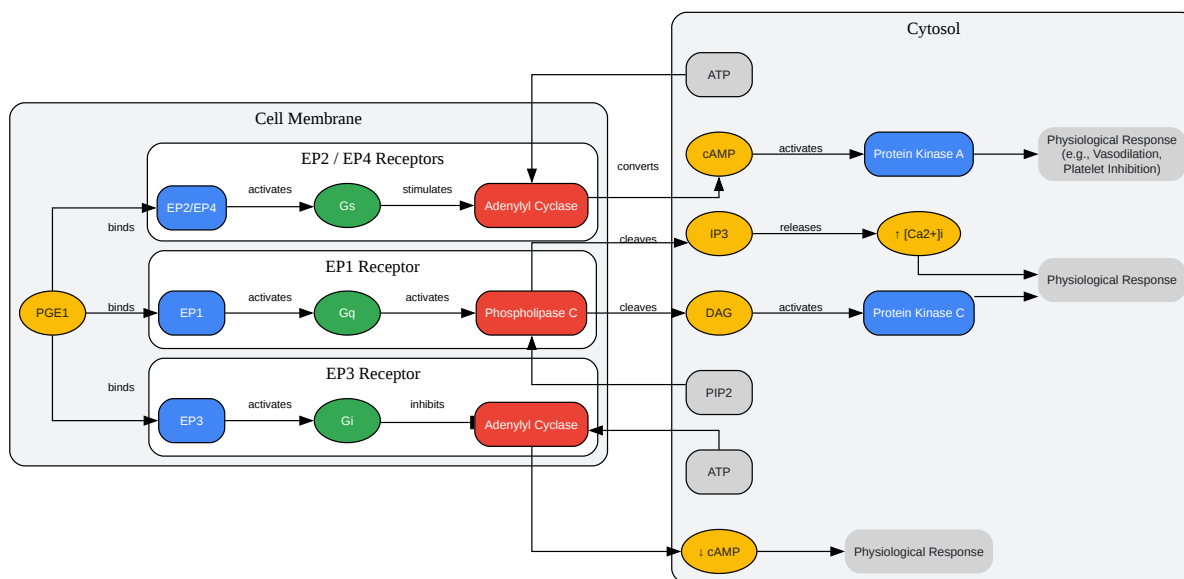 Cytosol
ATP
Cell Membrane
EP2 / EP4 Receptors
converts
cAMP
activates
Protein Kinase A
Physiological Response
(e.g., Vasodilation,
Platelet Inhibition)
binds
EP2/EP4
activates
Gs
stimulates
Adenylyl Cyclase
cleaves
IP3
releases
↑ [Ca2+]i
EP1 Receptor
Physiological Response
PGE1
binds
EP1
activates
Gq
activates
Phospholipase C
cleaves
DAG
activates
Protein Kinase C
EP3 Receptor
binds
EP3
activates
Gi
inhibits
Adenylyl Cyclase
PIP2
ATP
↓ cAMP
Physiological Response